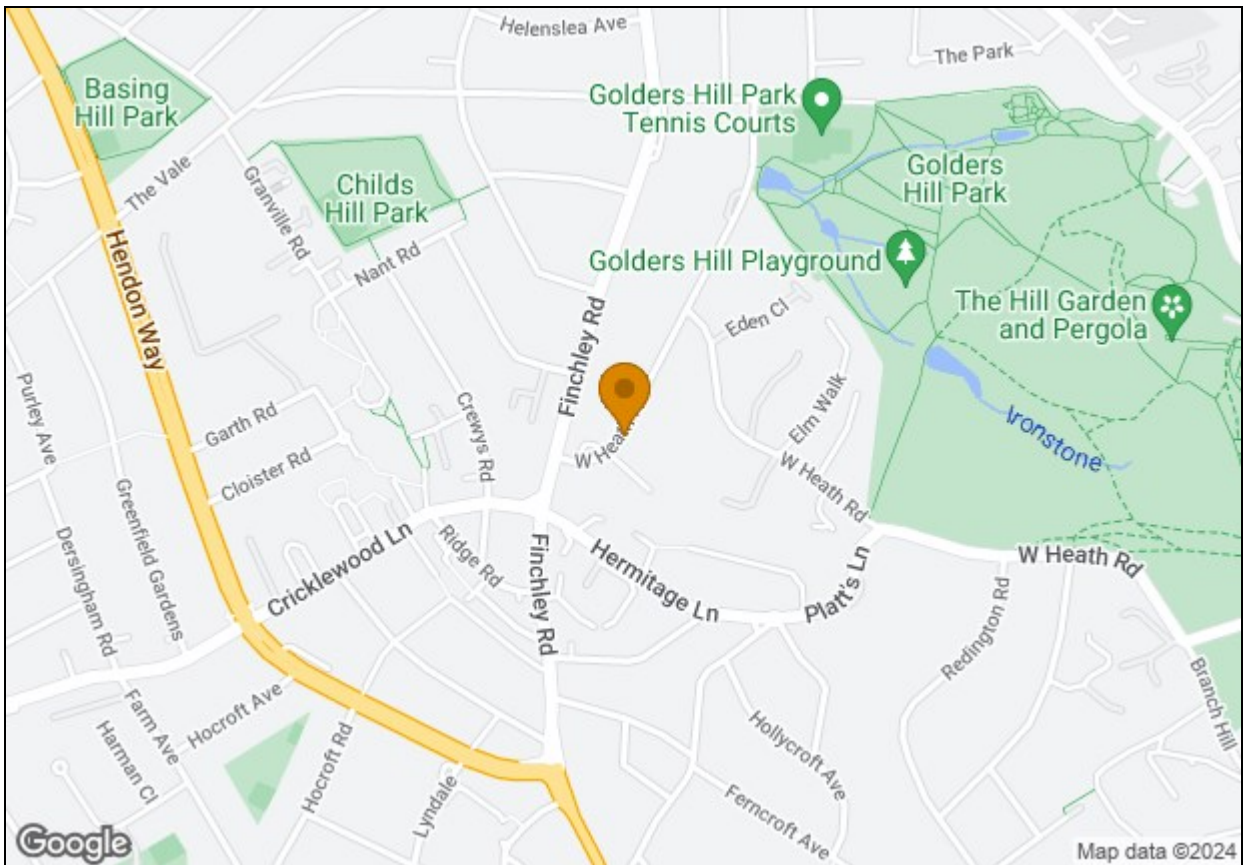 Helenslea Ave
The Park
Basing
Hill Park
Golders Hill Park
Tennis Courts
The Vale
Granville Rd
Childs
Hill Park
Golders
Hill Park
Nant Rd
Hendon Way
Golders Hill Playground
The Hill Garden
and Pergola
Eden Cl
Finchley Rd
Purley Ave
Crewys Rd
Elm Walk
Garth Rd
W Heath
Ironstone
Cloister Rd
W Heath Rd
Greenfield Gardens
Dersingham Rd
Cricklewood Ln
Ridge Rd
Finchley Rd
Hermitage Ln
Platt's Ln
W Heath Rd
Redington Rd
Branch Hill
Hocroft Ave
Farm Ave
Harman Cl
Hocroft Rd
Lyndale
Hollycroft Ave
Ferncroft Ave
Google
Map data ©2024